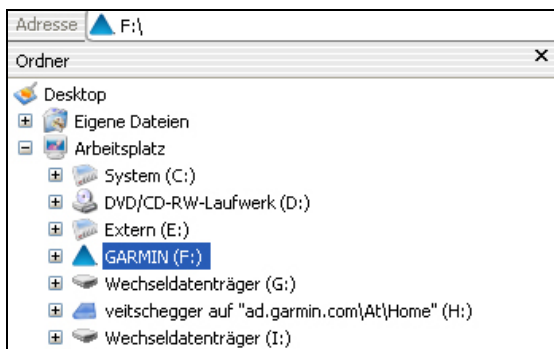 Adresse F:\
Ordner
Desktop
Eigene Dateien
Arbeitsplatz
System (C:)
DVD/CD-RW-Laufwerk (D:)
Extern (E:)
GARMIN (F:)
Wechseldatenträger (G:)
veitschegger auf "ad.garmin.com\At\Home" (H:)
Wechseldatenträger (I:)